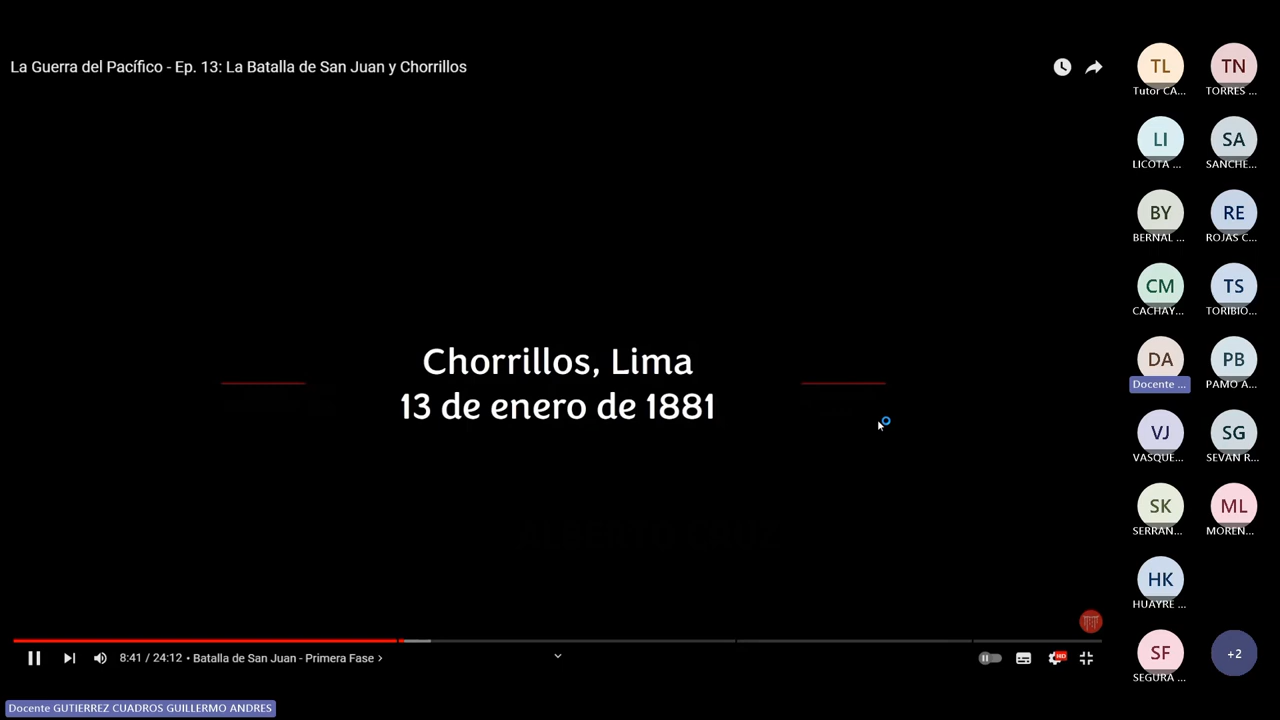 La Guerra del Pacífico - Ep. 13: La Batalla de San Juan y Chorrillos
Chorrillos, Lima
13 de enero de 1881
8:41 / 24:12 • Batalla de San Juan - Primera Fase >
HD
TL
Tutor CA...
TN
TORRES ...
LI
LICOTA ...
SA
SANCHE...
BY
BERNAL ...
RE
ROJAS C...
CM
CACHAY...
TS
TORIBIO...
DA
Docente ...
PB
PAMO A...
VJ
VASQUE...
SG
SEVAN R...
SK
SERRAN...
ML
MOREN...
HK
HUAYRE ...
SF
SEGURA ...
+2
Docente GUTIERREZ CUADROS GUILLERMO ANDRES